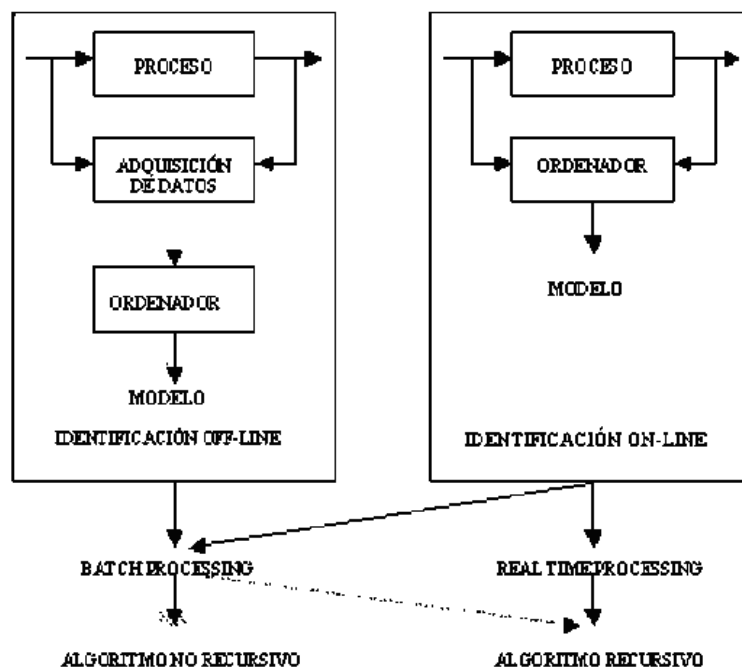 PROCESO
ADQUISICIÓN
DE DATOS
ORDENADOR
MODELO
IDENTIFICACIÓN OFF-LINE
PROCESO
ORDENADOR
MODELO
IDENTIFICACIÓN ON-LINE
BATCH PROCESSING
REAL TIME PROCESSING
ALGORITMO NO RECURSIVO
ALGORITMO RECURSIVO